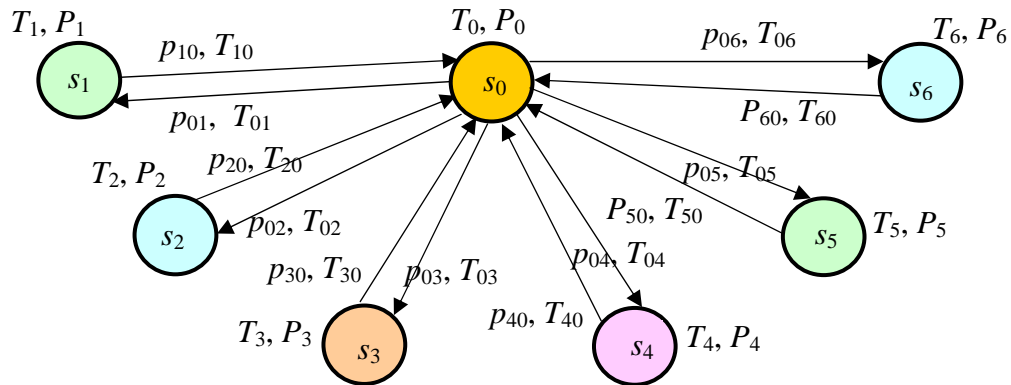 T₁, P₁
p₁₀, T₁₀
T₀, P₀
p₀₆, T₀₆
T₆, P₆
s₁
s₀
s₆
p₀₁, T₀₁
P₆₀, T₆₀
p₂₀, T₂₀
p₀₅, T₀₅
T₂, P₂
s₂
p₀₂, T₀₂
P₅₀, T₅₀
s₅
T₅, P₅
p₃₀, T₃₀
p₀₃, T₀₃
p₀₄, T₀₄
p₄₀, T₄₀
T₃, P₃
s₃
s₄
T₄, P₄